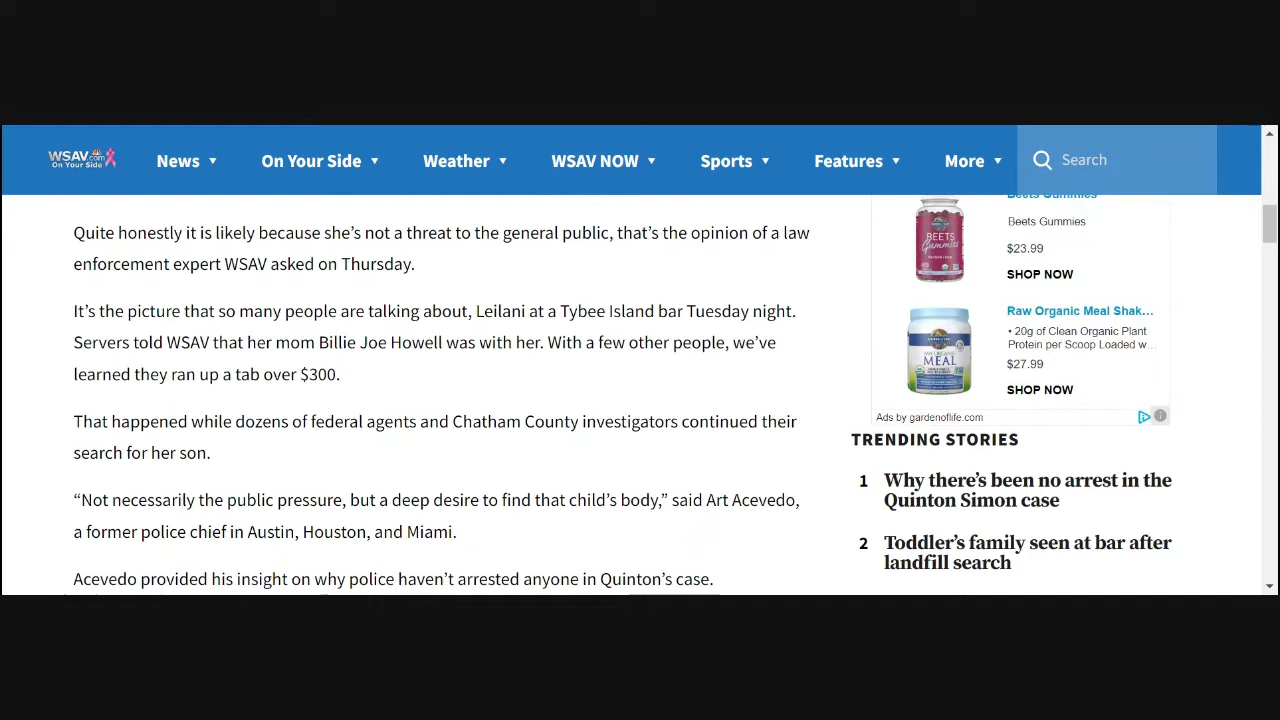 WSAV.com
On Your Side
News
On Your Side
Weather
WSAV NOW
Sports
Features
More
Search
Quite honestly it is likely because she’s not a threat to the general public, that’s the opinion of a law
enforcement expert WSAV asked on Thursday.
It’s the picture that so many people are talking about, Leilani at a Tybee Island bar Tuesday night.
Servers told WSAV that her mom Billie Joe Howell was with her. With a few other people, we’ve
learned they ran up a tab over $300.
That happened while dozens of federal agents and Chatham County investigators continued their
search for her son.
“Not necessarily the public pressure, but a deep desire to find that child’s body,” said Art Acevedo,
a former police chief in Austin, Houston, and Miami.
Acevedo provided his insight on why police haven’t arrested anyone in Quinton’s case.
Beets Gummies
BEETS
Gummies
Beets Gummies
$23.99
SHOP NOW
MEAL
Raw Organic Meal Shak...
• 20g of Clean Organic Plant
Protein per Scoop Loaded w...
$27.99
SHOP NOW
Ads by gardenoflife.com
TRENDING STORIES
1 Why there’s been no arrest in the
Quinton Simon case
2 Toddler’s family seen at bar after
landfill search